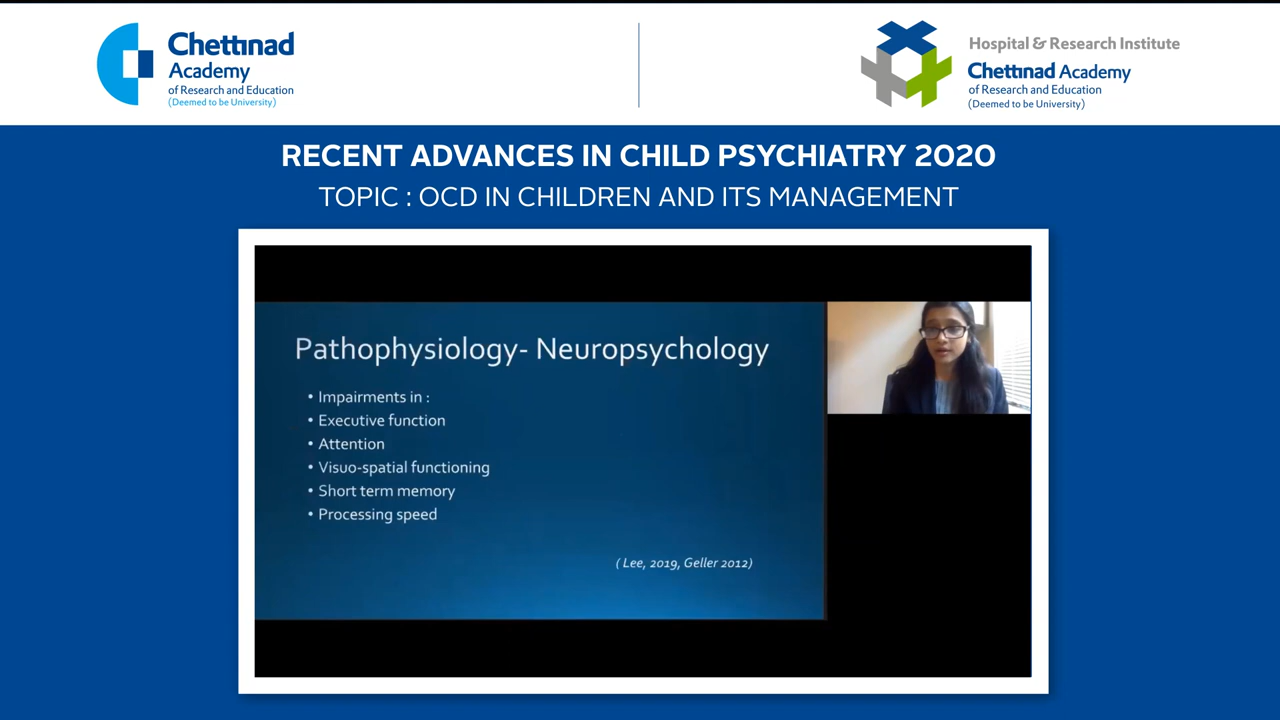 Chettinad
Academy
of Research and Education
(Deemed to be University)
Hospital & Research Institute
Chettinad Academy
of Research and Education
(Deemed to be University)
RECENT ADVANCES IN CHILD PSYCHIATRY 2020
TOPIC : OCD IN CHILDREN AND ITS MANAGEMENT
Pathophysiology- Neuropsychology
• Impairments in :
• Executive function
• Attention
• Visuo-spatial functioning
• Short term memory
• Processing speed
( Lee, 2019, Geller 2012)